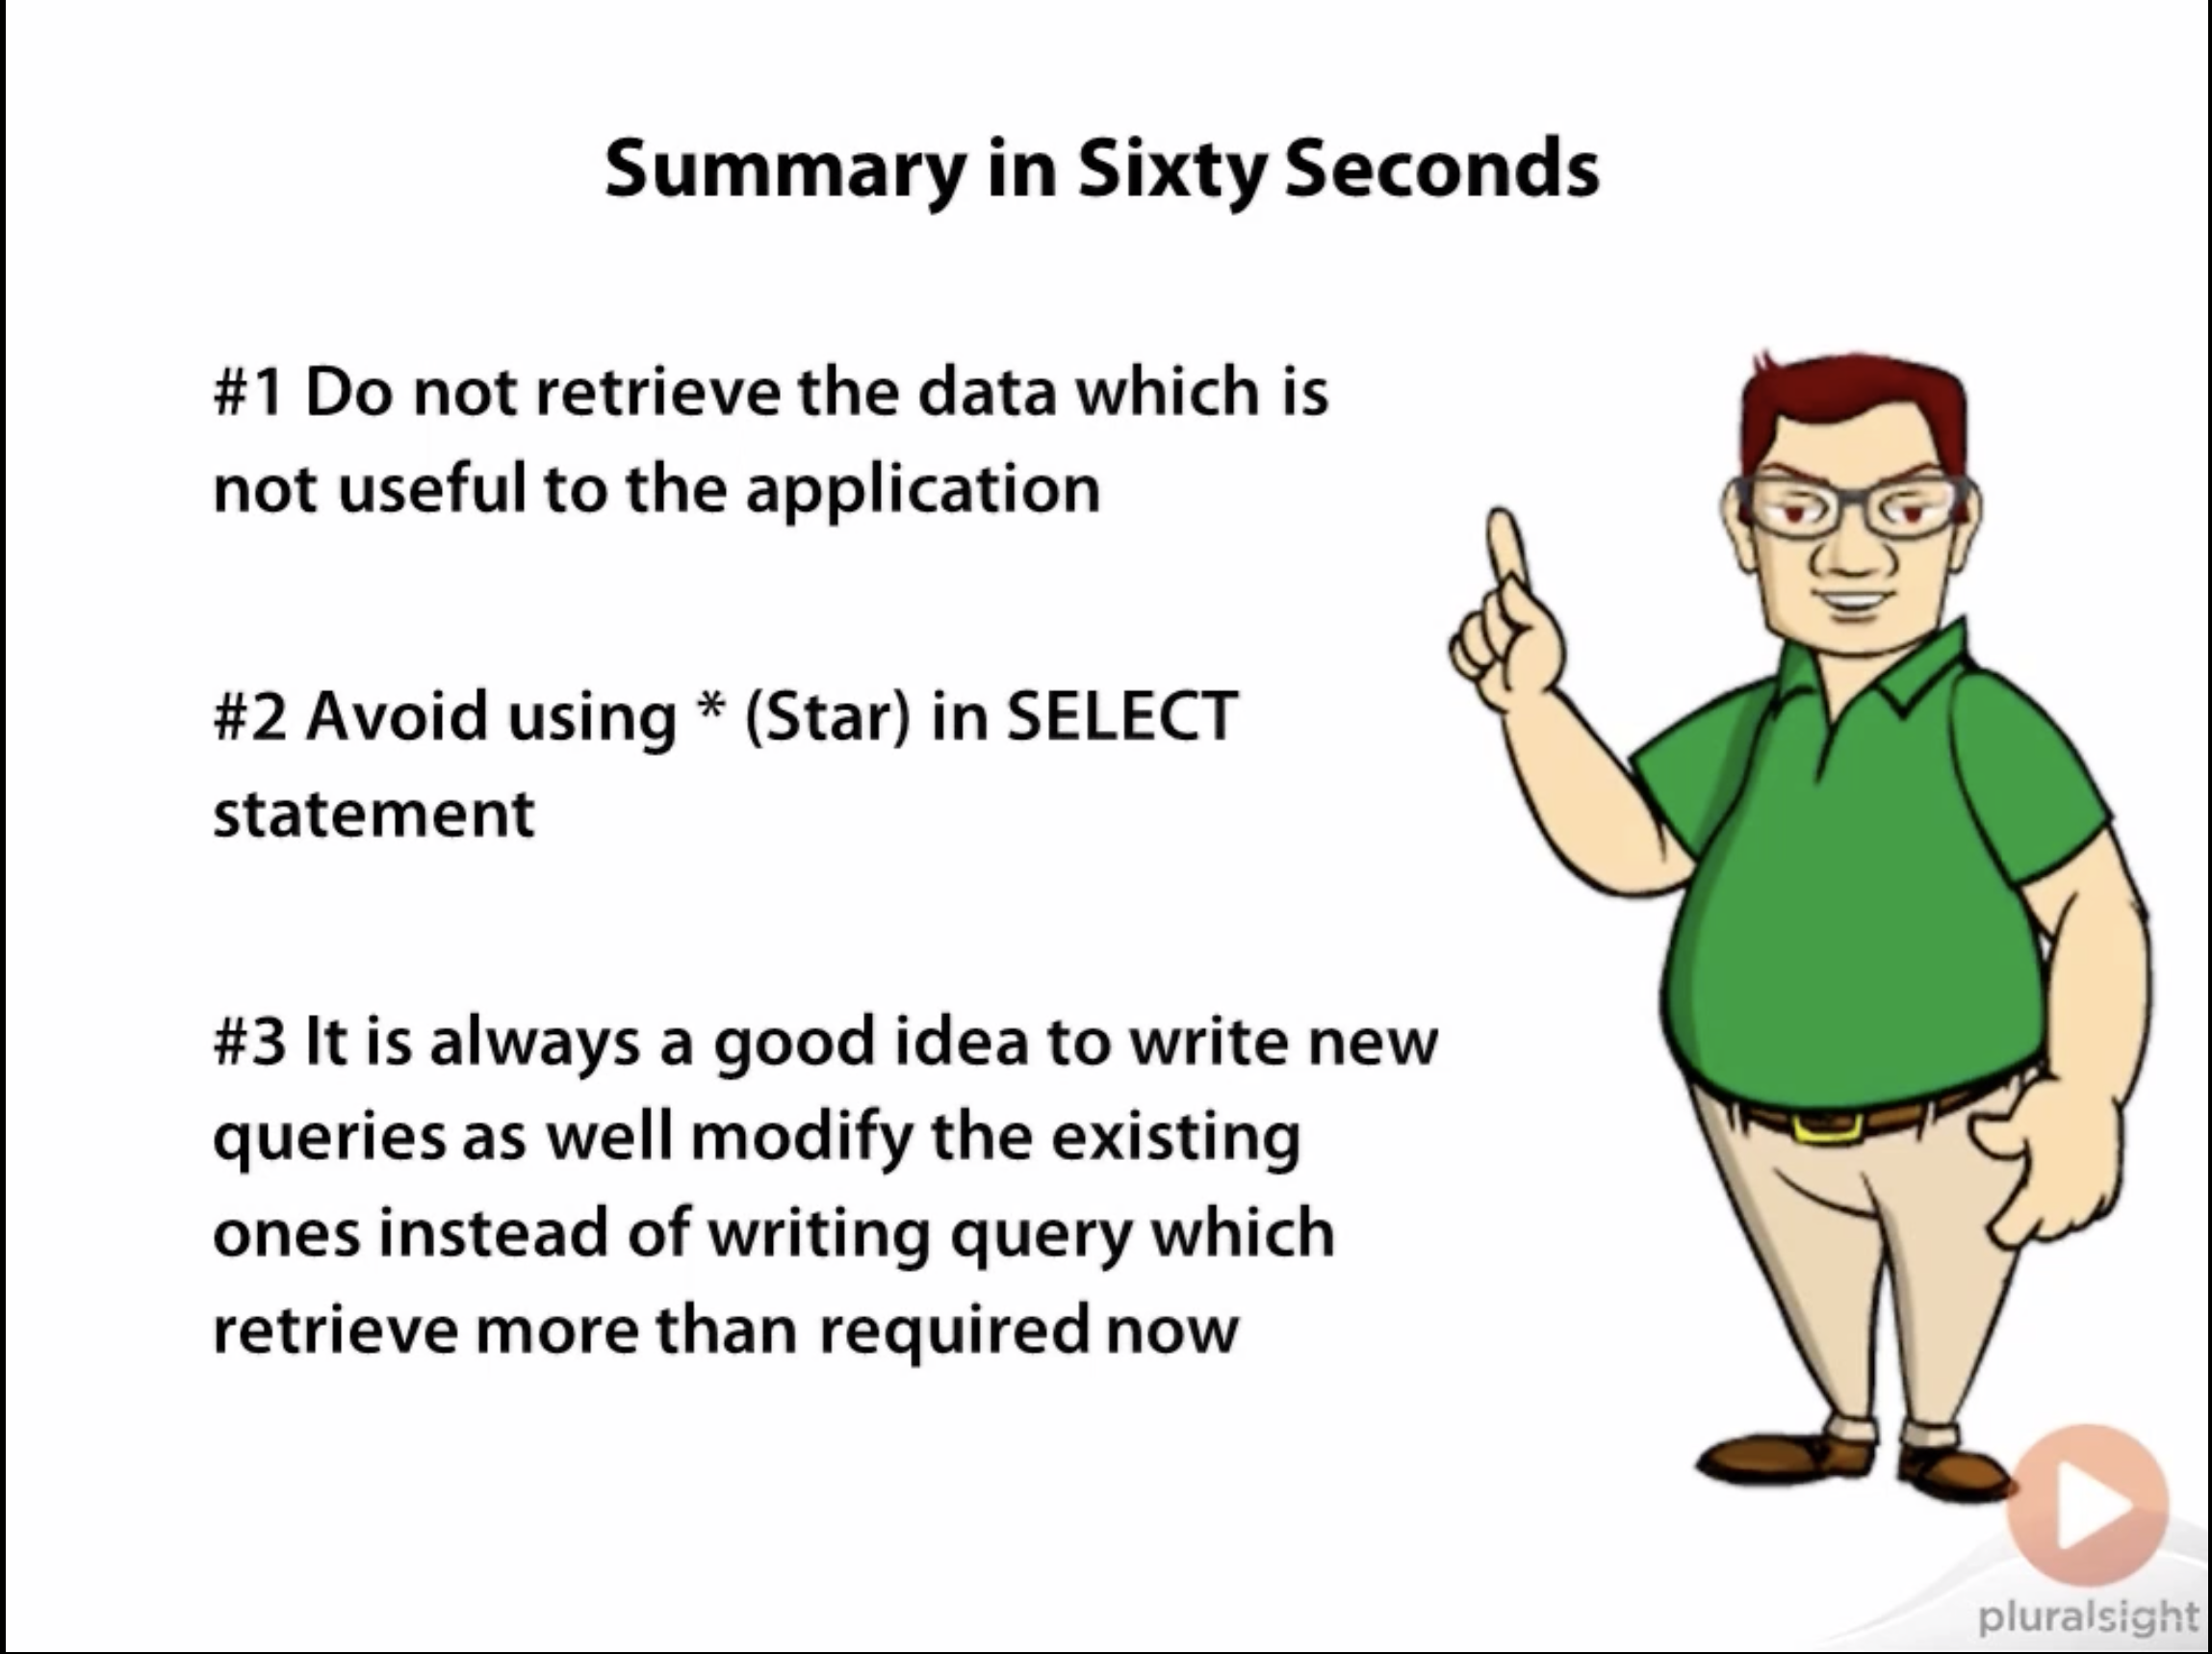 Summary in Sixty Seconds
#1 Do not retrieve the data which is
not useful to the application
#2 Avoid using * (Star) in SELECT
statement
#3 It is always a good idea to write new
queries as well modify the existing
ones instead of writing query which
retrieve more than required now
pluralsight